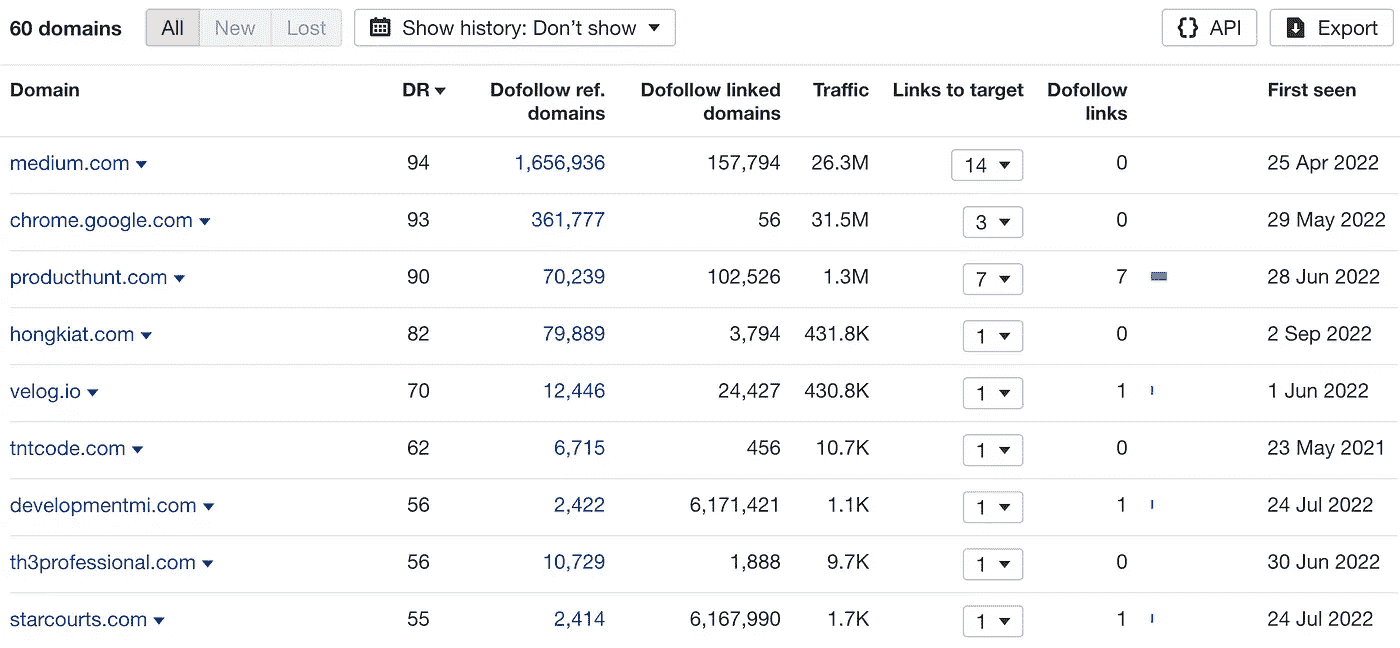 60 domains All New Lost Show history: Don’t show API Export
Domain DR Dofollow ref. domains Dofollow linked domains Traffic Links to target Dofollow links First seen
medium.com 94 1,656,936 157,794 26.3M 14 0 25 Apr 2022
chrome.google.com 93 361,777 56 31.5M 3 0 29 May 2022
producthunt.com 90 70,239 102,526 1.3M 7 7 28 Jun 2022
hongkiat.com 82 79,889 3,794 431.8K 1 0 2 Sep 2022
velog.io 70 12,446 24,427 430.8K 1 1 1 Jun 2022
tntcode.com 62 6,715 456 10.7K 1 0 23 May 2021
developmentmi.com 56 2,422 6,171,421 1.1K 1 1 24 Jul 2022
th3professional.com 56 10,729 1,888 9.7K 1 0 30 Jun 2022
starcourts.com 55 2,414 6,167,990 1.7K 1 1 24 Jul 2022